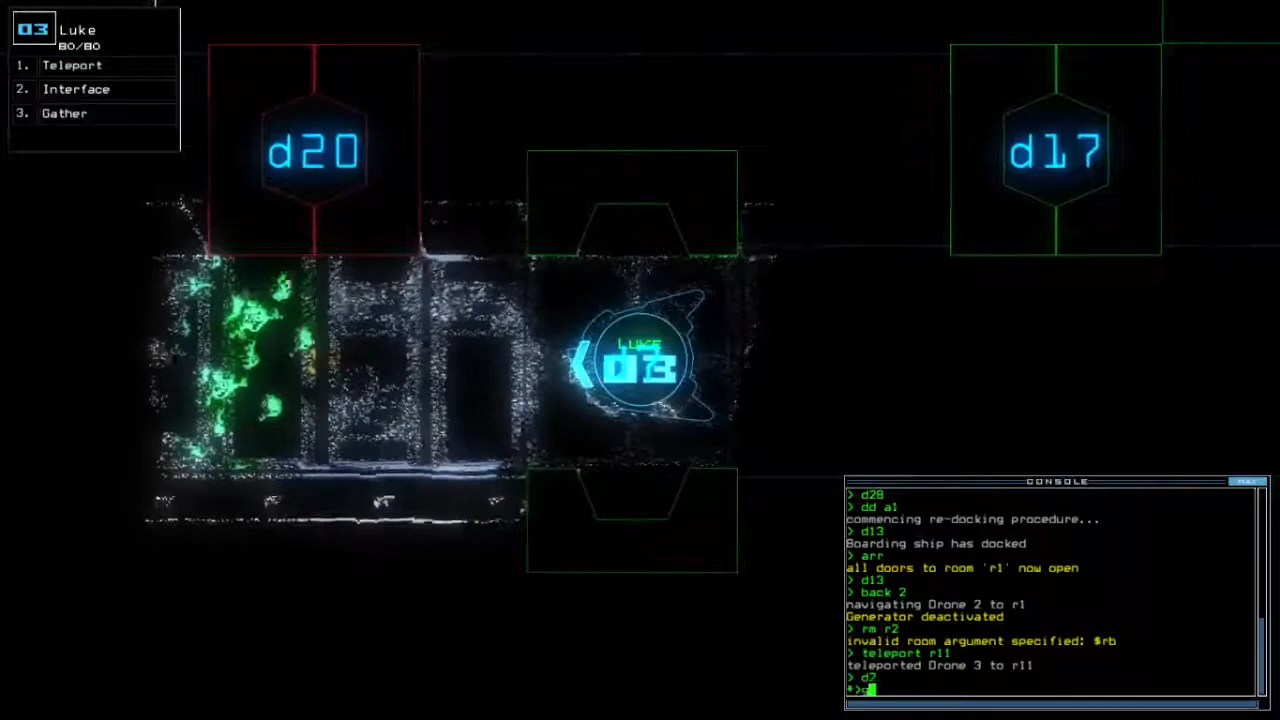 03 Luke
80/80
1. Teleport
2. Interface
3. Gather
d20
d17
LUKE
CONSOLE
> d28
> dd a1
commencing re-docking procedure...
> d13
Boarding ship has docked
> arr
all doors to room 'r1' now open
> d13
> back 2
navigating Drone 2 to r1
Generator deactivated
> rm r2
invalid room argument specified: $rb
> teleport r11
teleported Drone 3 to r11
> d7
*>g